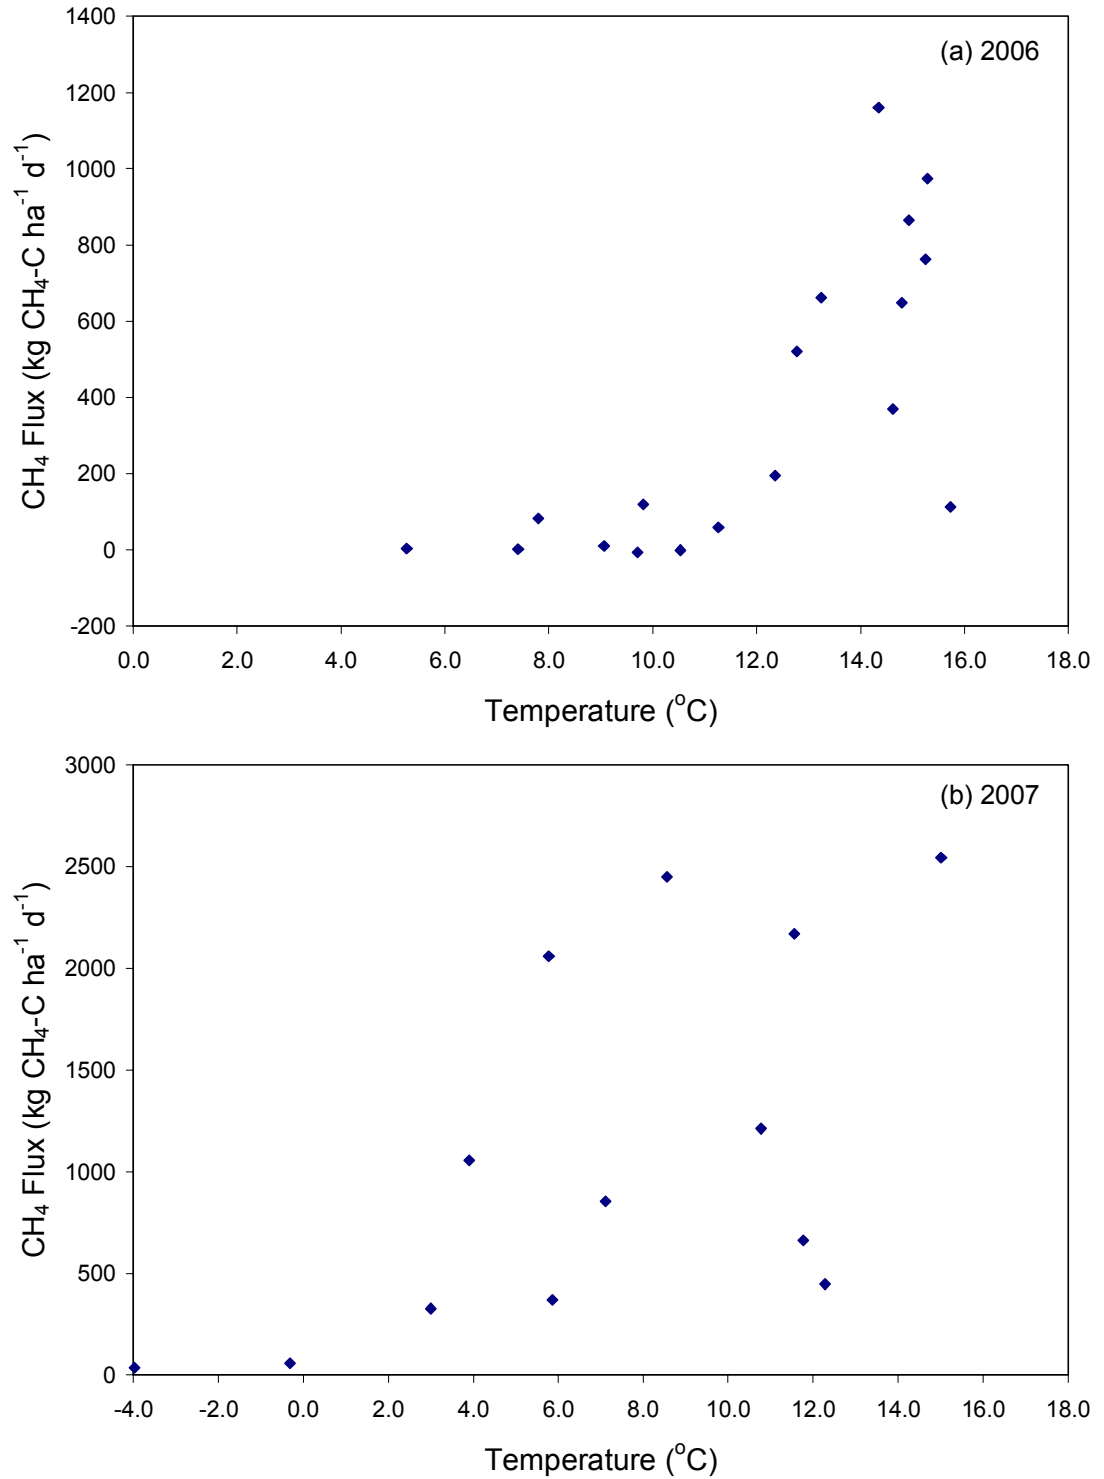 (a) 2006
CH₄ Flux (kg CH₄-C ha⁻¹ d⁻¹)
1400
1200
1000
800
600
400
200
0
-200
0.0 2.0 4.0 6.0 8.0 10.0 12.0 14.0 16.0 18.0
Temperature (°C)
(b) 2007
CH₄ Flux (kg CH₄-C ha⁻¹ d⁻¹)
3000
2500
2000
1500
1000
500
0
-4.0 -2.0 0.0 2.0 4.0 6.0 8.0 10.0 12.0 14.0 16.0 18.0
Temperature (°C)